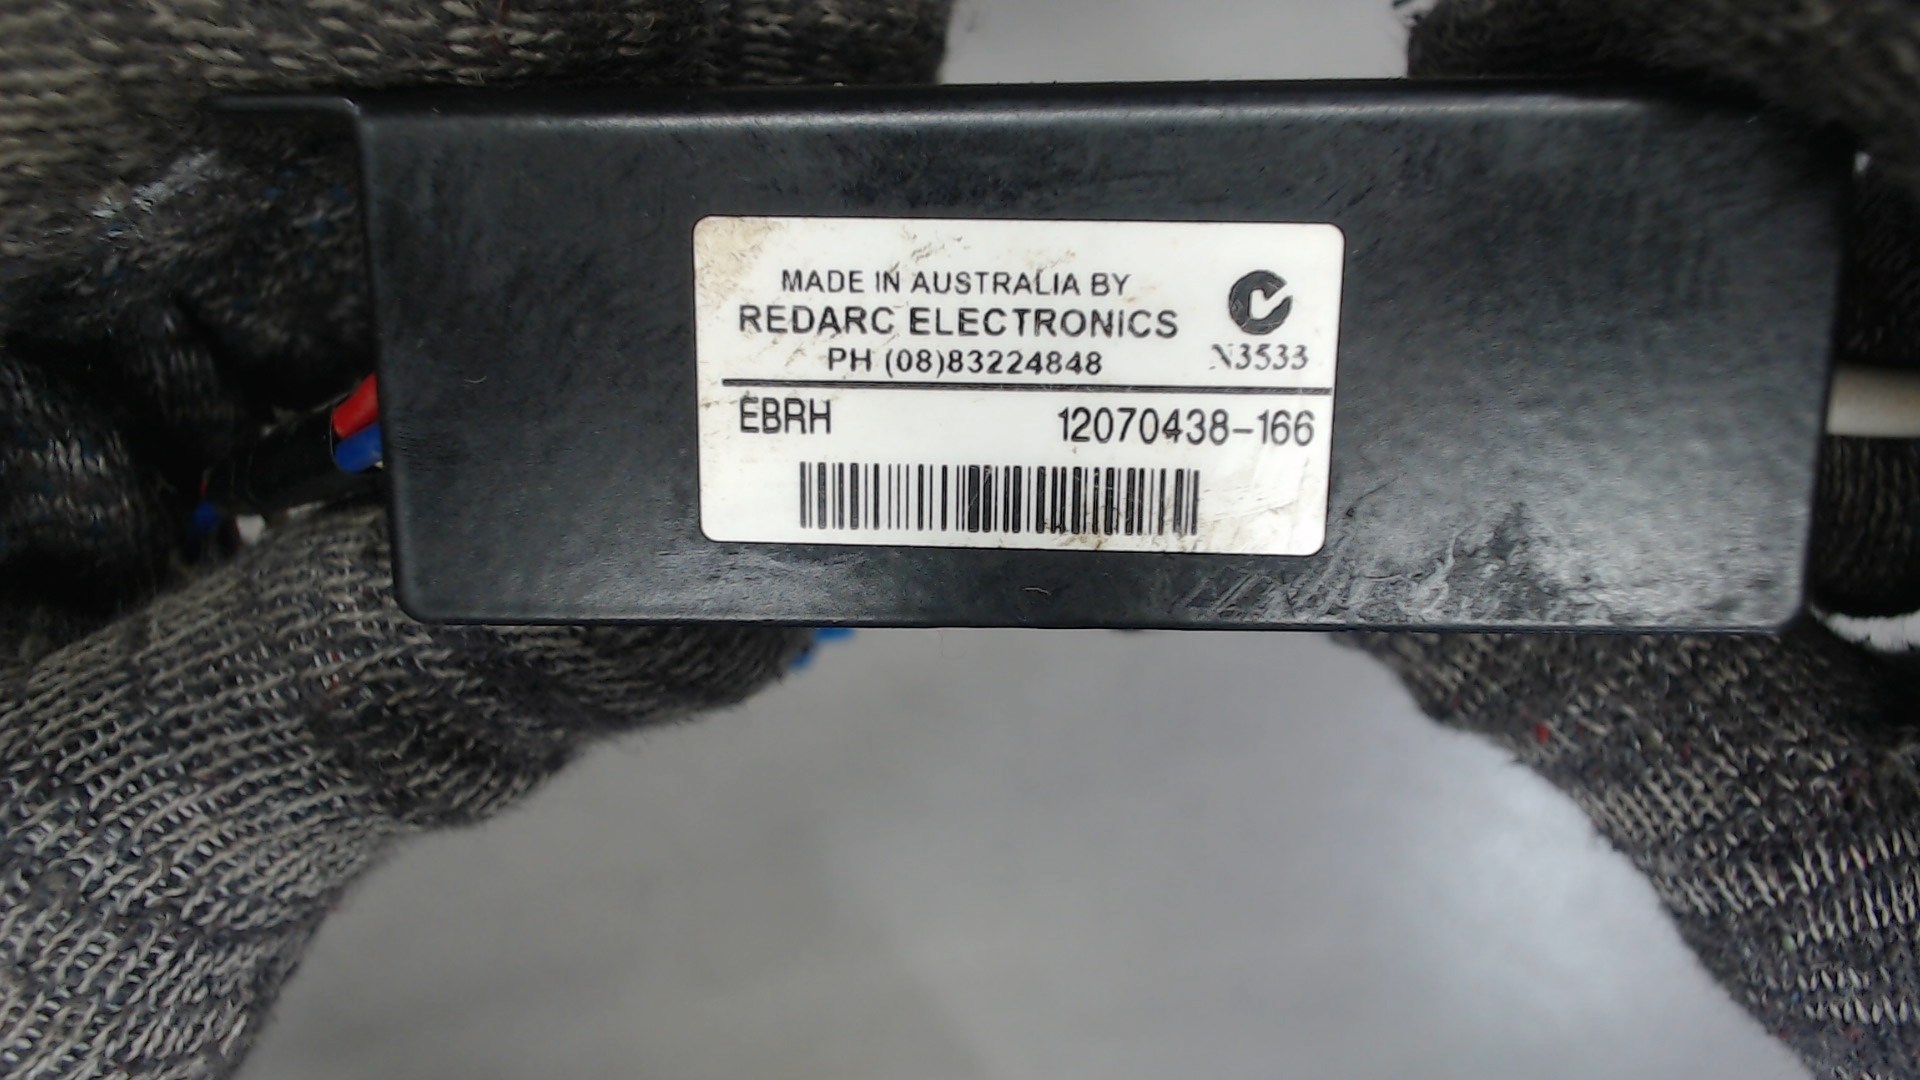 MADE IN AUSTRALIA BY
REDARC ELECTRONICS
PH (08)83224848
N3533
EBRH 12070438-166